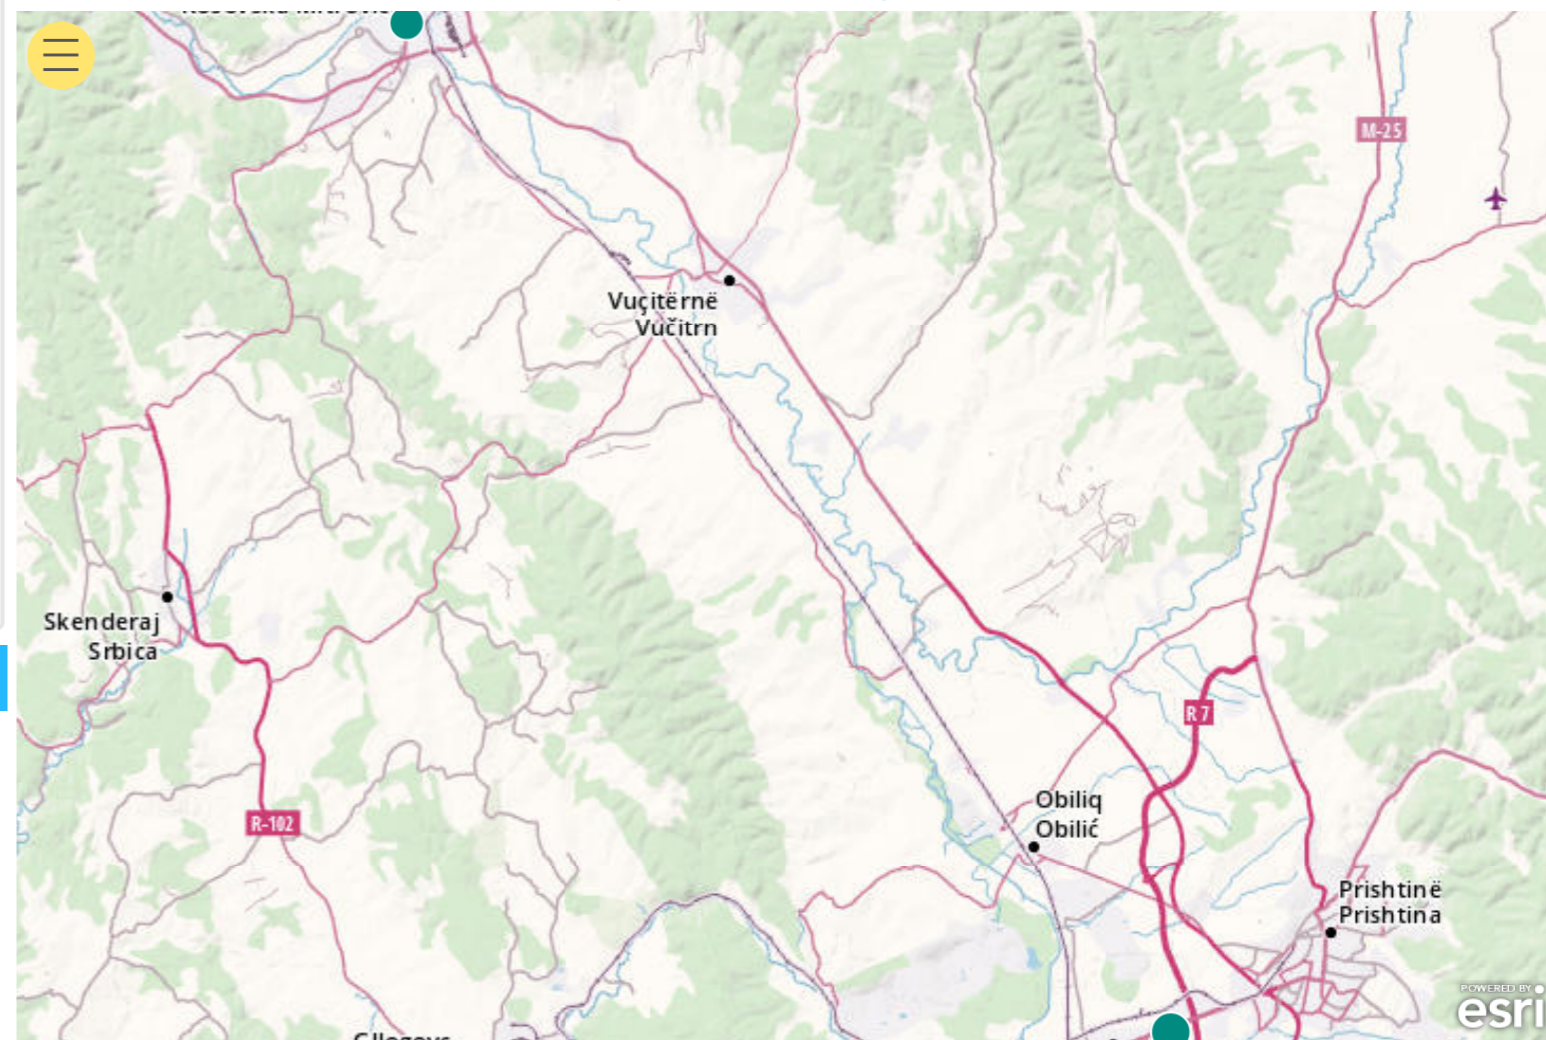 M-25
Vuçitërnë
Vučitrn
Skenderaj
Srbica
R 7
Obiliq
Obilić
R-102
Prishtinë
Prishtina
POWERED BY
esri